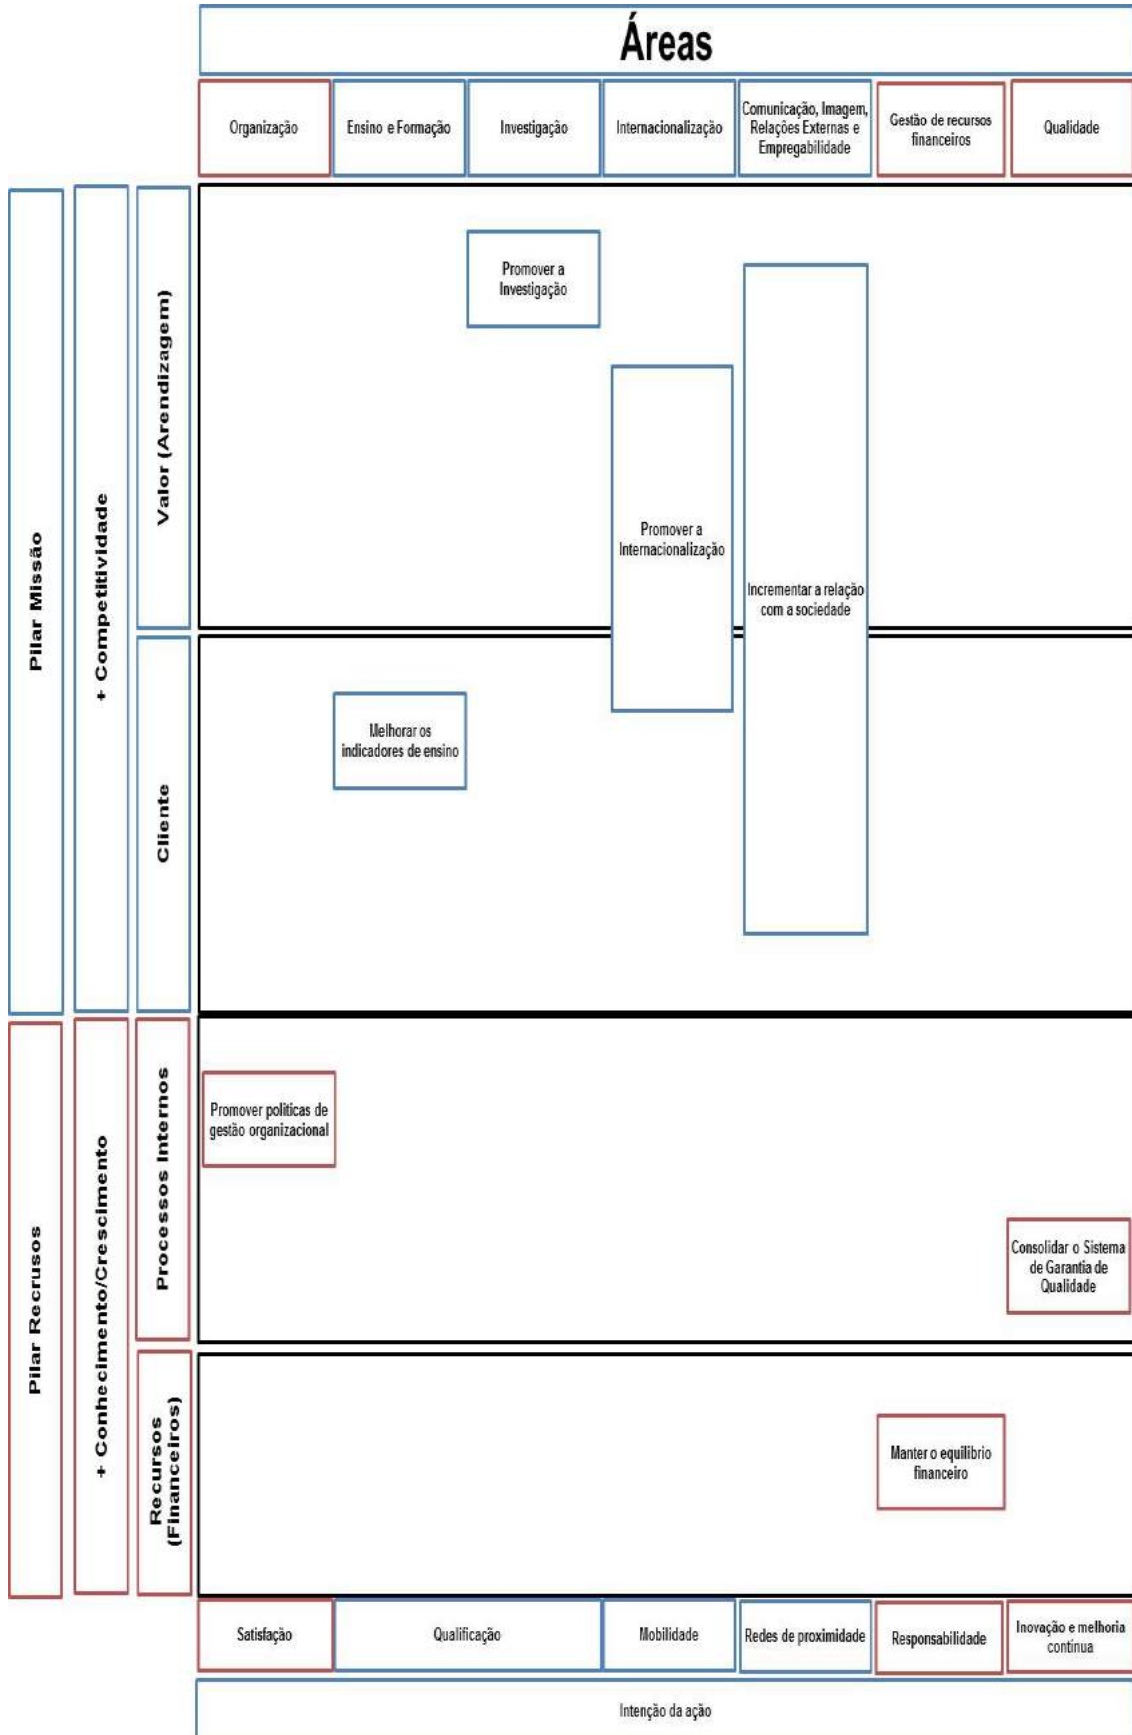 Áreas
Organização
Ensino e Formação
Investigação
Internacionalização
Comunicação, Imagem,
Relações Externas e
Empregabilidade
Gestão de recursos
financeiros
Qualidade
Pilar Missão
+ Competitividade
Valor (Arendizagem)
Promover a
Investigação
Promover a
Internacionalização
Incrementar a relação
com a sociedade
Cliente
Melhorar os
indicadores de ensino
Pilar Recrusos
+ Conhecimento/Crescimento
Processos Internos
Promover políticas de
gestão organizacional
Consolidar o Sistema
de Garantia de
Qualidade
Recursos
(Financeiros)
Manter o equilíbrio
financeiro
Satisfação
Qualificação
Mobilidade
Redes de proximidade
Responsabilidade
Inovação e melhoria
contínua
Intenção da ação